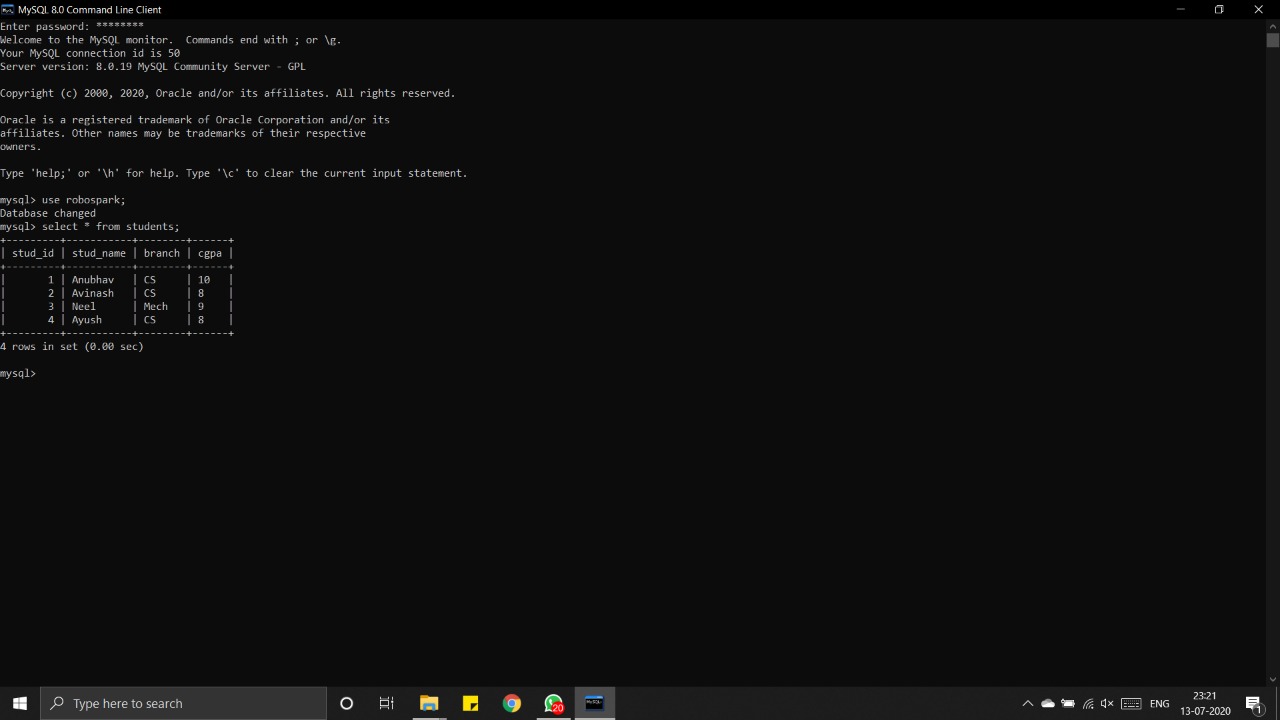 MySQL 8.0 Command Line Client
Enter password: ********
Welcome to the MySQL monitor.  Commands end with ; or \g.
Your MySQL connection id is 50
Server version: 8.0.19 MySQL Community Server - GPL
Copyright (c) 2000, 2020, Oracle and/or its affiliates. All rights reserved.
Oracle is a registered trademark of Oracle Corporation and/or its
affiliates. Other names may be trademarks of their respective
owners.
Type 'help;' or '\h' for help. Type '\c' to clear the current input statement.
mysql> use robospark;
Database changed
mysql> select * from students;
+---------+-----------+--------+------+
| stud_id | stud_name | branch | cgpa |
+---------+-----------+--------+------+
|       1 | Anubhav   | CS     | 10   |
|       2 | Avinash   | CS     | 8    |
|       3 | Neel      | Mech   | 9    |
|       4 | Ayush     | CS     | 8    |
+---------+-----------+--------+------+
4 rows in set (0.00 sec)
mysql>
Type here to search
20
MySQL
ENG
23:21
13-07-2020
1